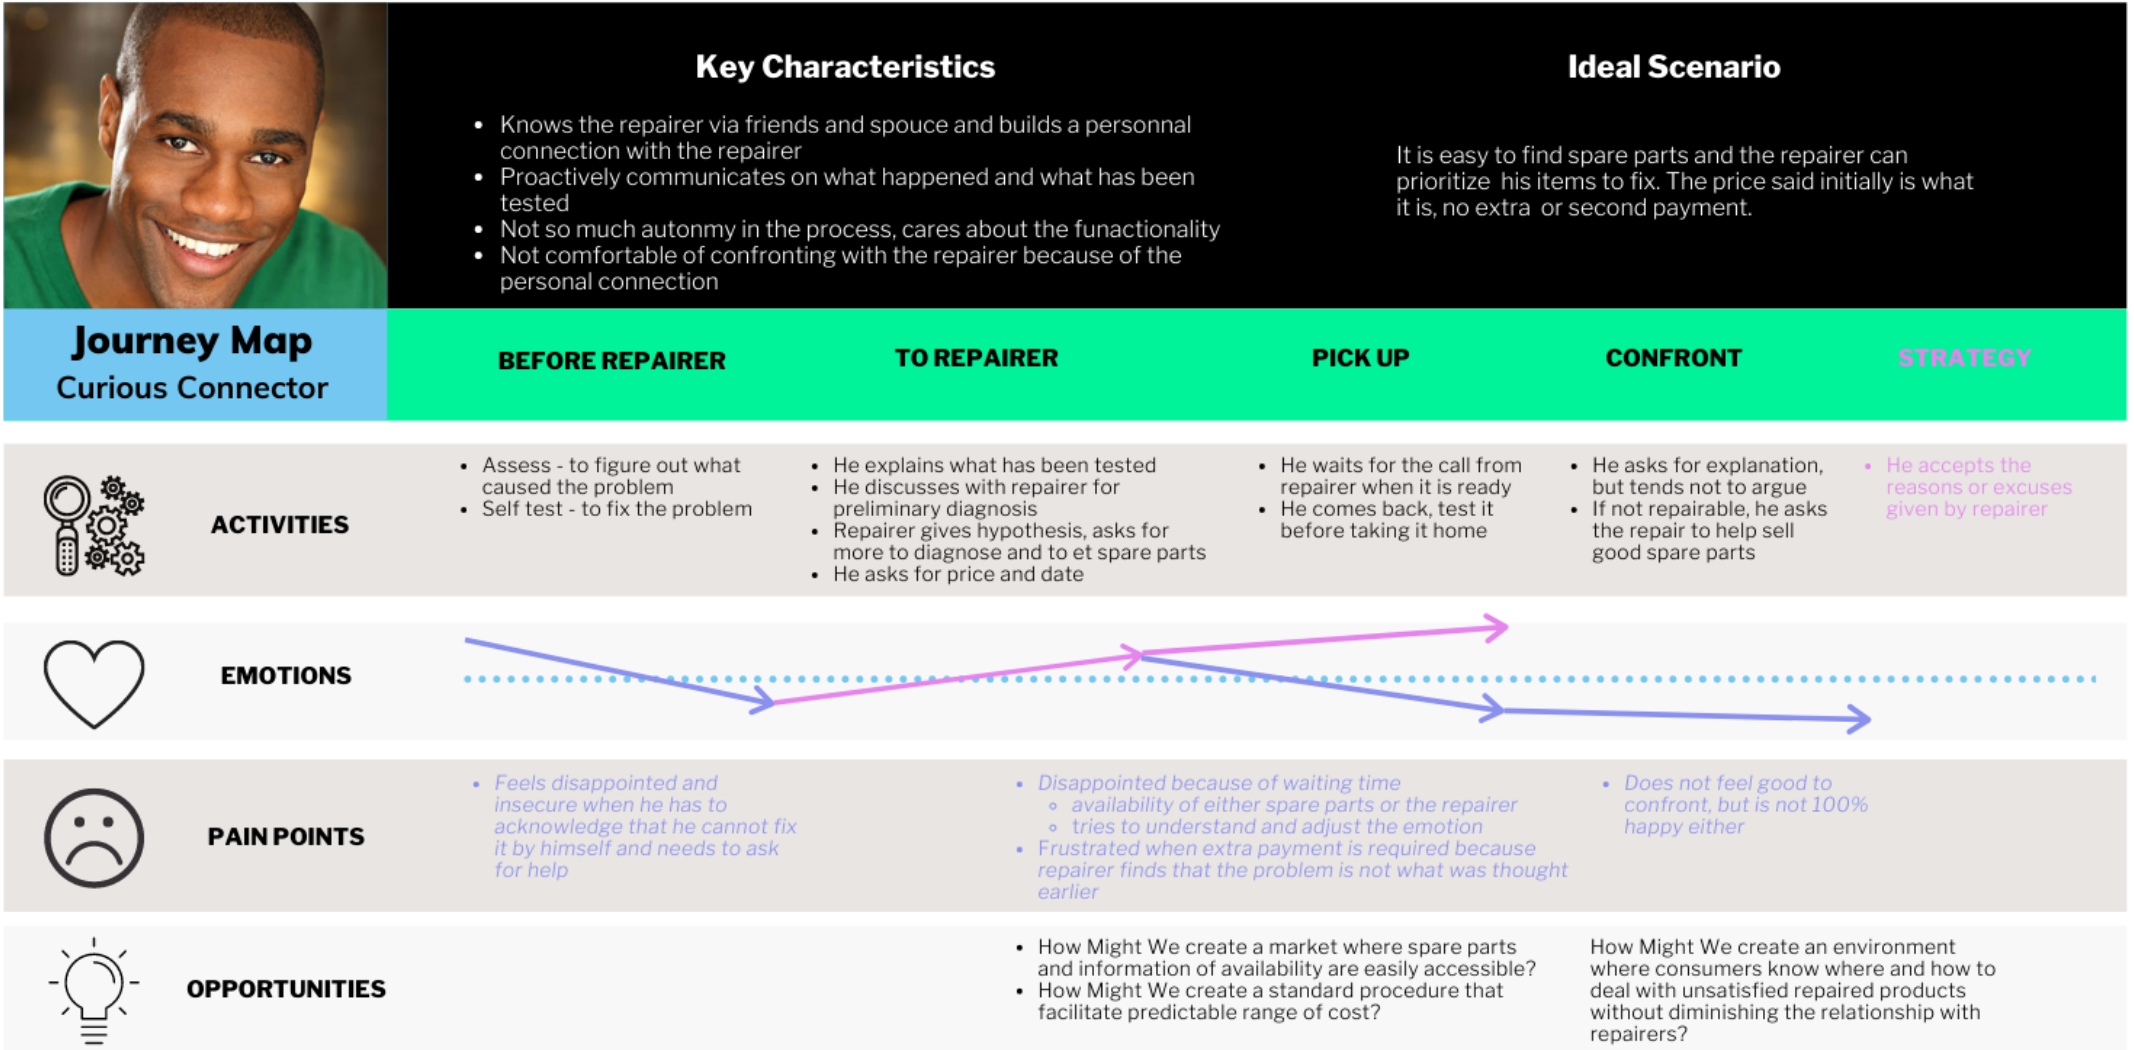 Key Characteristics
Knows the repairer via friends and spouce and builds a personnal
connection with the repairer
Proactively communicates on what happened and what has been
tested
Not so much autonmy in the process, cares about the funactionality
Not comfortable of confronting with the repairer because of the
personal connection
Ideal Scenario
It is easy to find spare parts and the repairer can
prioritize his items to fix. The price said initially is what
it is, no extra or second payment.
Journey Map
Curious Connector
BEFORE REPAIRER
TO REPAIRER
PICK UP
CONFRONT
STRATEGY
ACTIVITIES
Assess - to figure out what
caused the problem
Self test - to fix the problem
He explains what has been tested
He discusses with repairer for
preliminary diagnosis
Repairer gives hypothesis, asks for
more to diagnose and to et spare parts
He asks for price and date
He waits for the call from
repairer when it is ready
He comes back, test it
before taking it home
He asks for explanation,
but tends not to argue
If not repairable, he asks
the repair to help sell
good spare parts
He accepts the
reasons or excuses
given by repairer
EMOTIONS
PAIN POINTS
Feels disappointed and
insecure when he has to
acknowledge that he cannot fix
it by himself and needs to ask
for help
Disappointed because of waiting time
availability of either spare parts or the repairer
tries to understand and adjust the emotion
Frustrated when extra payment is required because
repairer finds that the problem is not what was thought
earlier
Does not feel good to
confront, but is not 100%
happy either
OPPORTUNITIES
How Might We create a market where spare parts
and information of availability are easily accessible?
How Might We create a standard procedure that
facilitate predictable range of cost?
How Might We create an environment
where consumers know where and how to
deal with unsatisfied repaired products
without diminishing the relationship with
repairers?